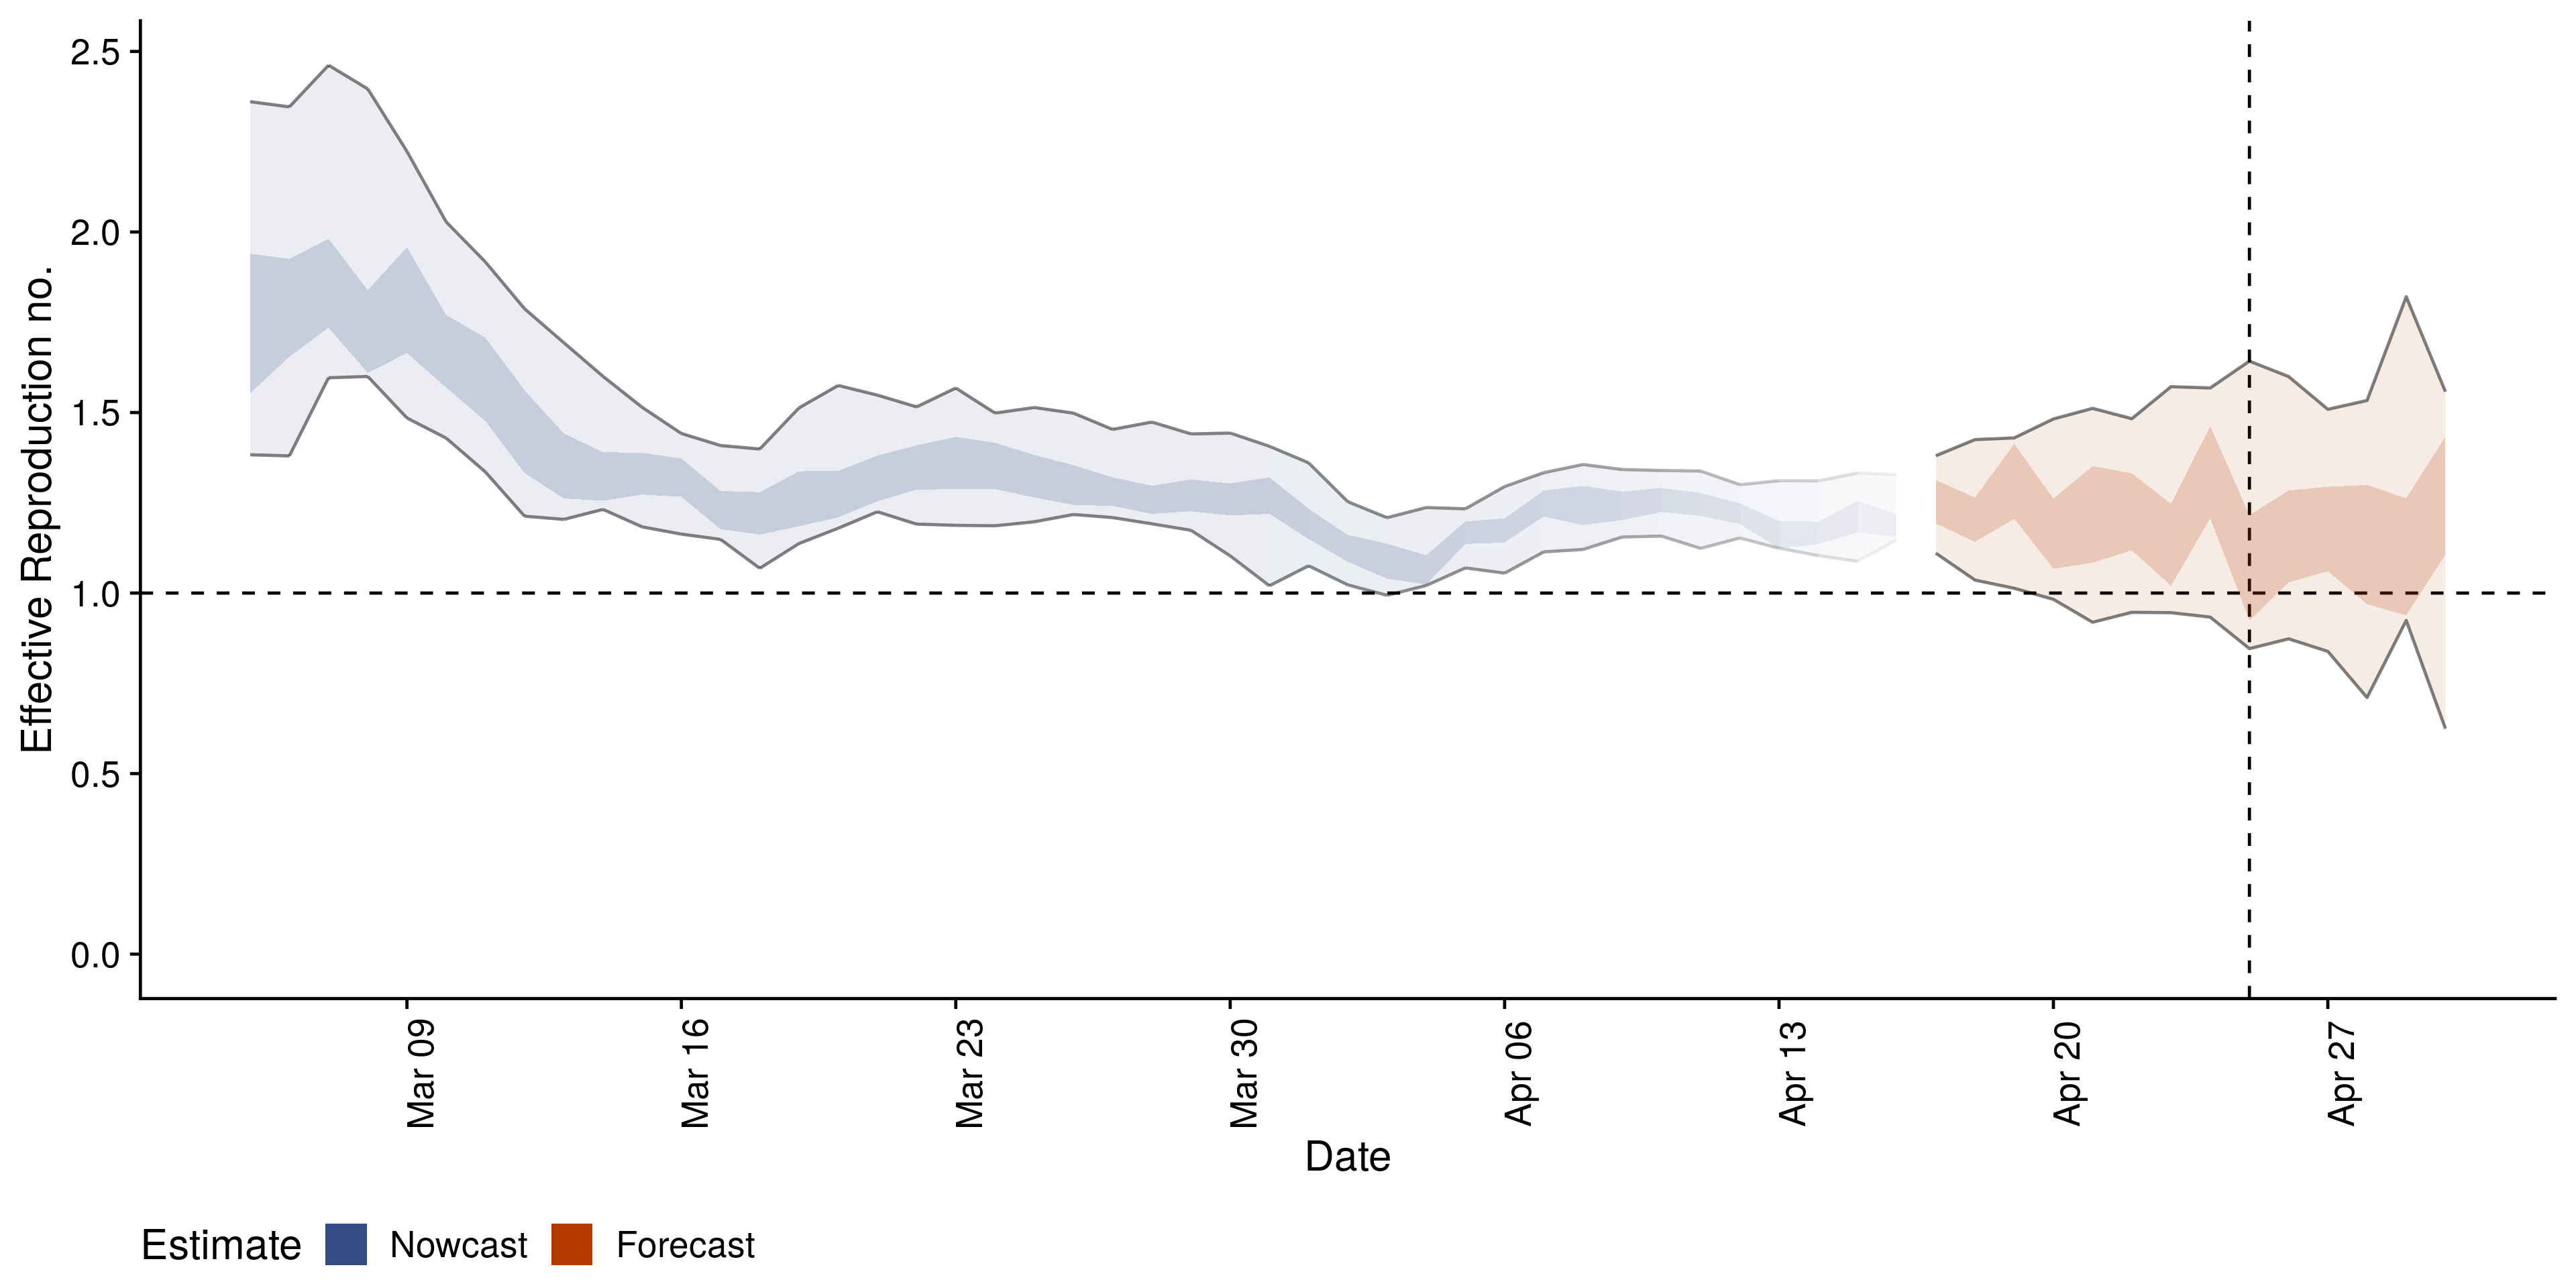 Effective Reproduction no.
2.5
2.0
1.5
1.0
0.5
0.0
Mar 09
Mar 16
Mar 23
Mar 30
Apr 06
Apr 13
Apr 20
Apr 27
Date
Estimate Nowcast Forecast